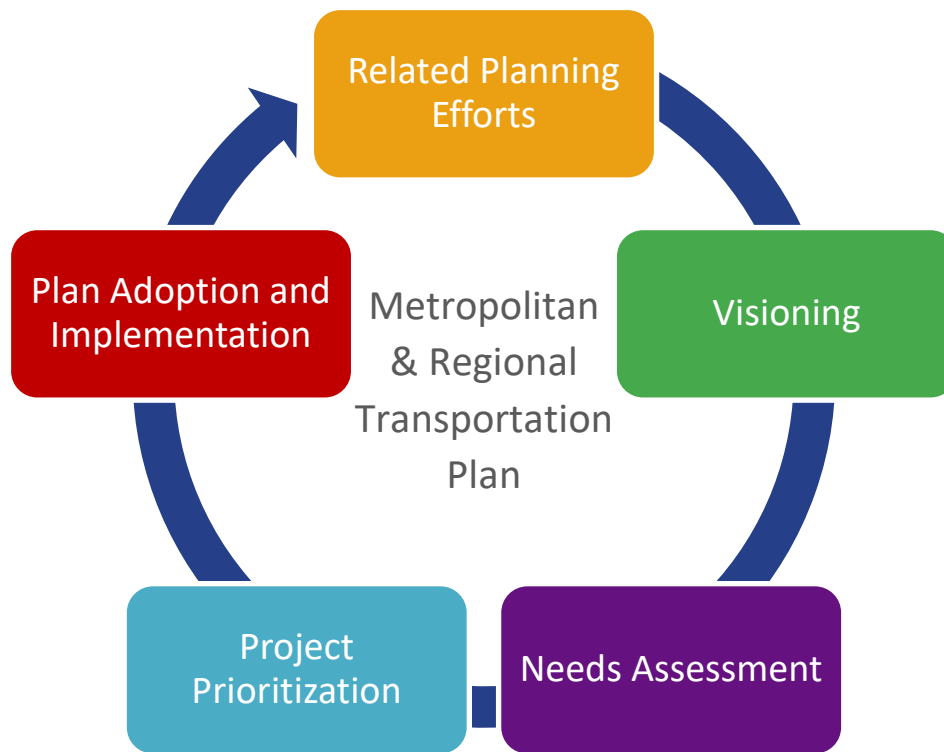 Related Planning
Efforts
Visioning
Needs Assessment
Project
Prioritization
Plan Adoption and
Implementation
Metropolitan
& Regional
Transportation
Plan